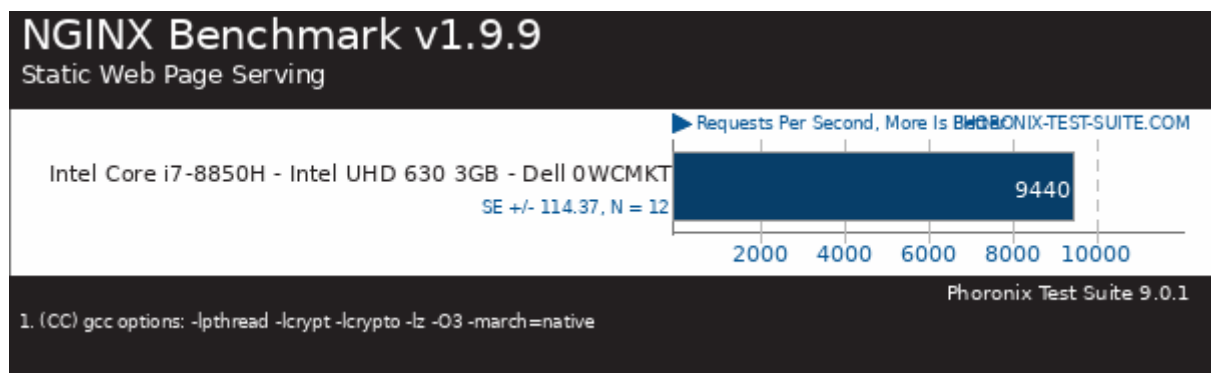 NGINX Benchmark v1.9.9
Static Web Page Serving
Requests Per Second, More Is Better
PHORONIX-TEST-SUITE.COM
Intel Core i7-8850H - Intel UHD 630 3GB - Dell 0WCMKT
SE +/- 114.37, N = 12
9440
2000 4000 6000 8000 10000
Phoronix Test Suite 9.0.1
1. (CC) gcc options: -lpthread -lcrypt -lcrypto -lz -O3 -march=native